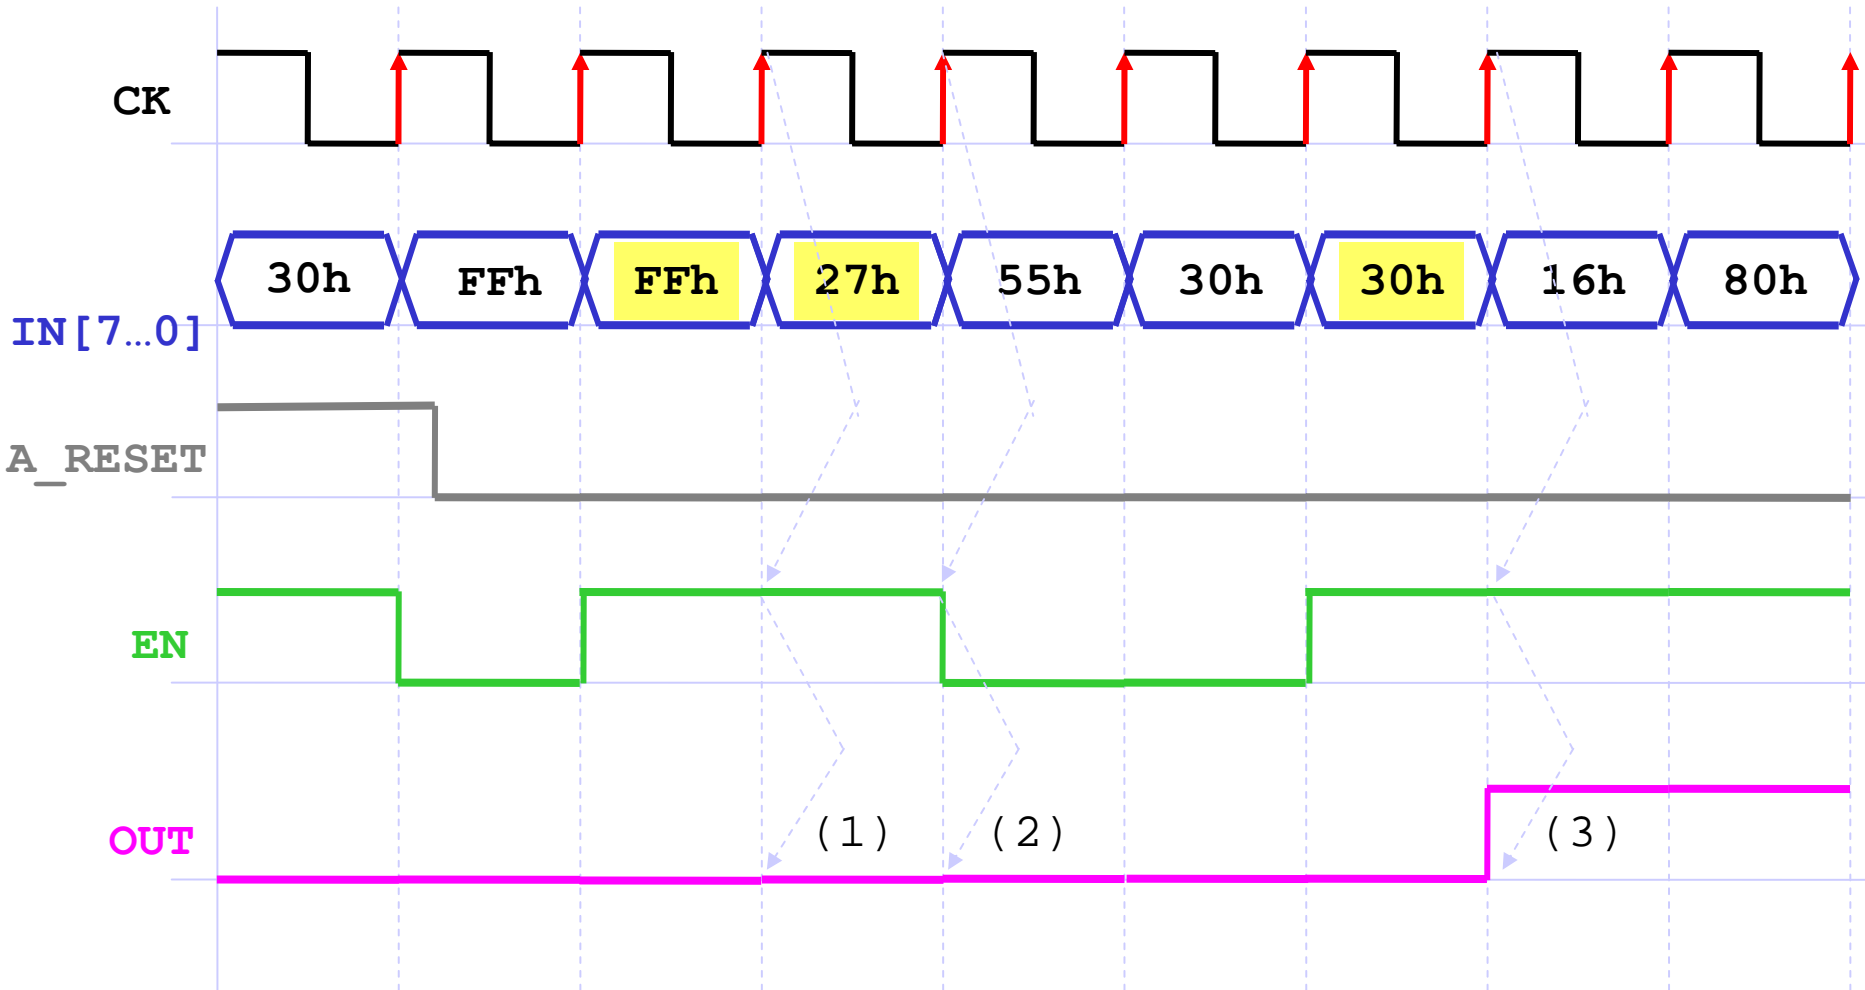 CK
30h FFh FFh 27h 55h 30h 30h 16h 80h
IN[7…0]
A_RESET
EN
OUT (1) (2) (3)